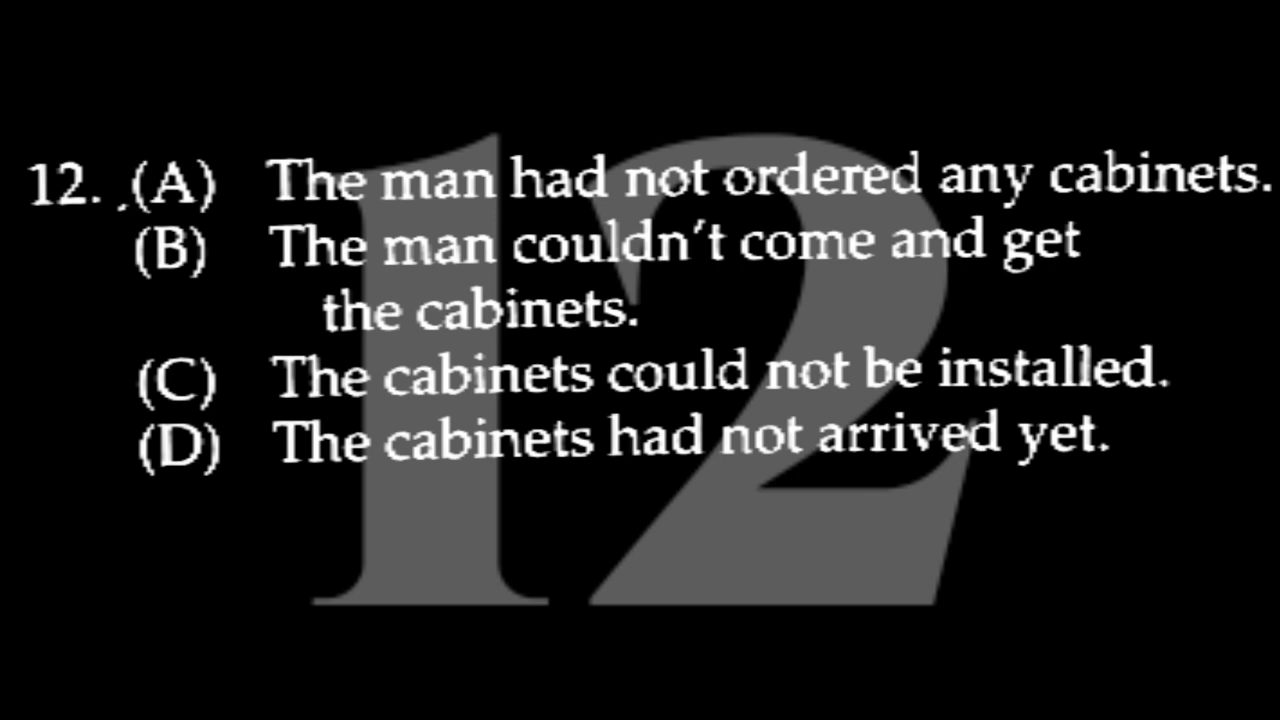 12. (A) The man had not ordered any cabinets.
(B) The man couldn't come and get
the cabinets.
(C) The cabinets could not be installed.
(D) The cabinets had not arrived yet.
12